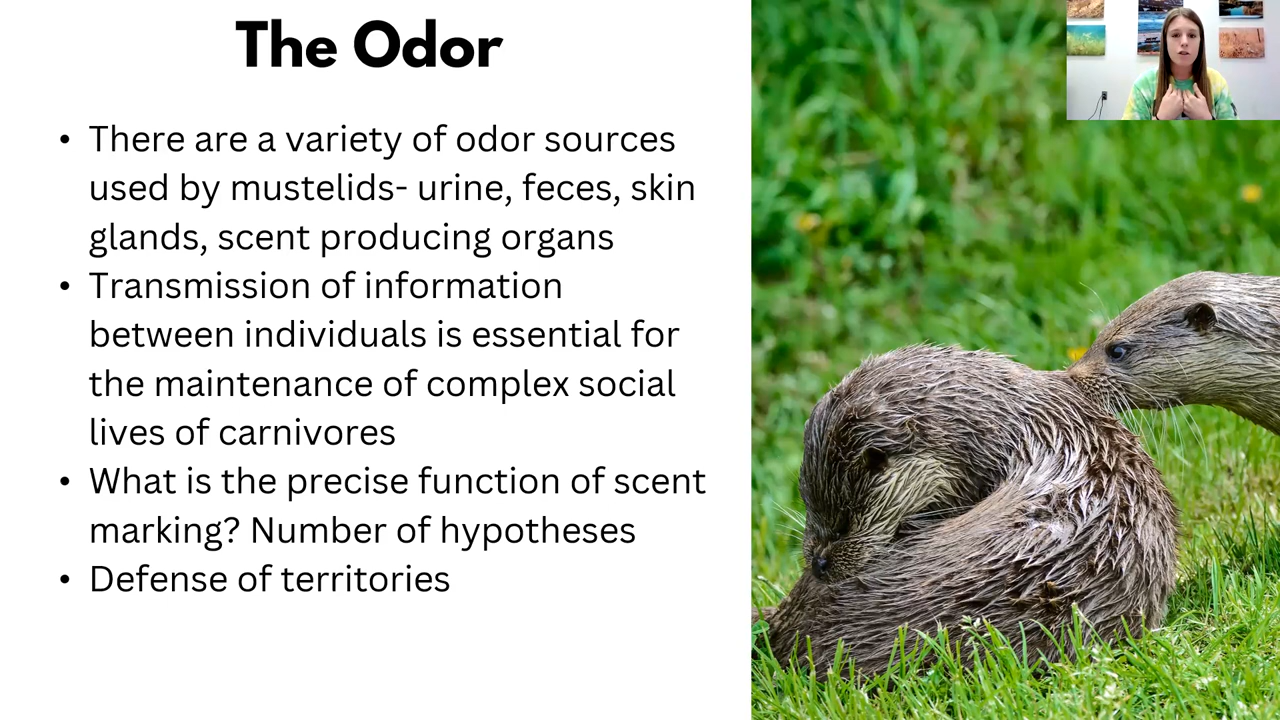 The Odor
• There are a variety of odor sources
used by mustelids- urine, feces, skin
glands, scent producing organs
• Transmission of information
between individuals is essential for
the maintenance of complex social
lives of carnivores
• What is the precise function of scent
marking? Number of hypotheses
• Defense of territories